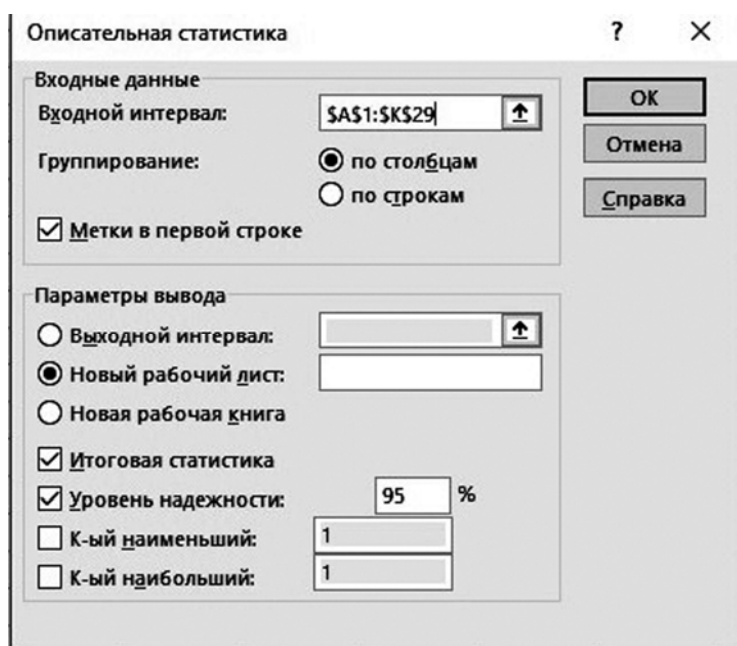 Описательная статистика ? ×
Входные данные
Входной интервал: $A$1:$K$29
Группирование: по столбцам
по строкам
Метки в первой строке
OK
Отмена
Справка
Параметры вывода
Выходной интервал:
Новый рабочий лист:
Новая рабочая книга
Итоговая статистика
Уровень надежности: 95 %
К-ый наименьший: 1
К-ый наибольший: 1